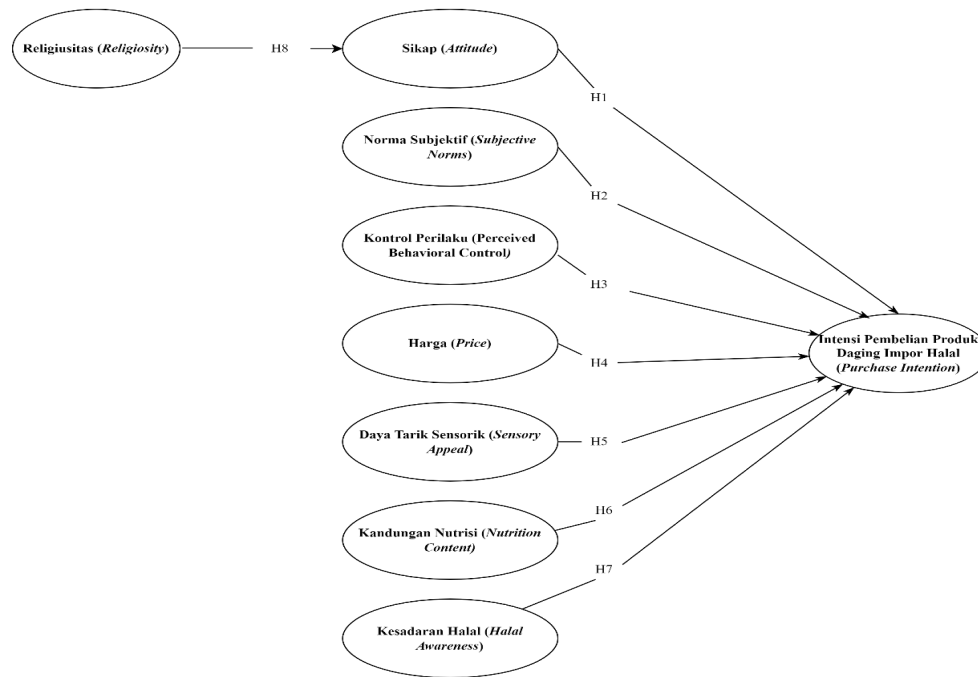 Religiusitas (Religiosity)
H8
Sikap (Attitude)
H1
Norma Subjektif (Subjective
Norms)
H2
Kontrol Perilaku (Perceived
Behavioral Control)
H3
Harga (Price)
H4
Intensi Pembelian Produk
Daging Impor Halal
(Purchase Intention)
Daya Tarik Sensorik (Sensory
Appeal)
H5
Kandungan Nutrisi (Nutrition
Content)
H6
H7
Kesadaran Halal (Halal
Awareness)